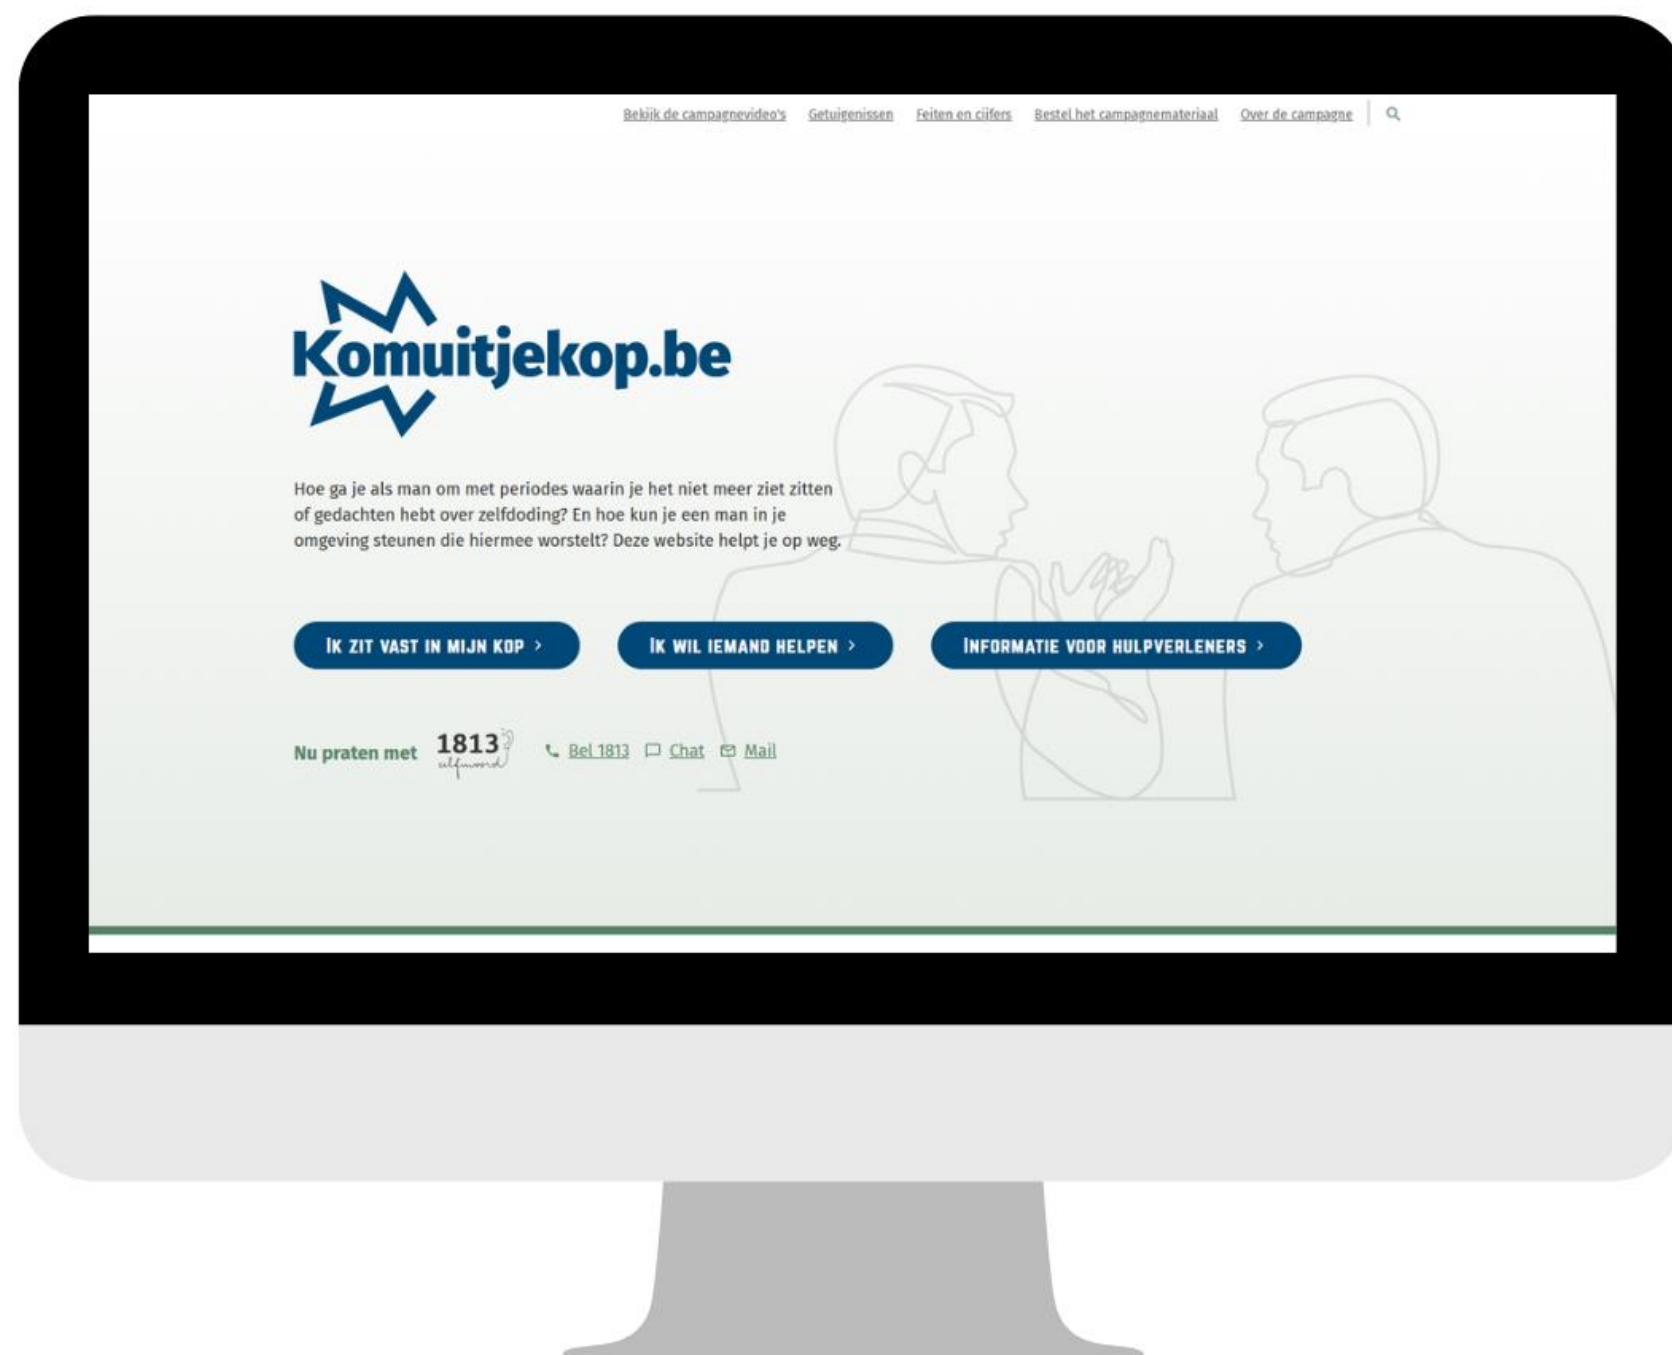 Bekijk de campagnevideo's Getuigenissen Feiten en cijfers Bestel het campagnemateriaal Over de campagne
Komuitjekop.be
Hoe ga je als man om met periodes waarin je het niet meer ziet zitten
of gedachten hebt over zelfdoding? En hoe kun je een man in je
omgeving steunen die hiermee worstelt? Deze website helpt je op weg.
Ik zit vast in mijn kop > Ik wil iemand helpen > Informatie voor hulpverleners >
Nu praten met 1813 Bel 1813 Chat Mail